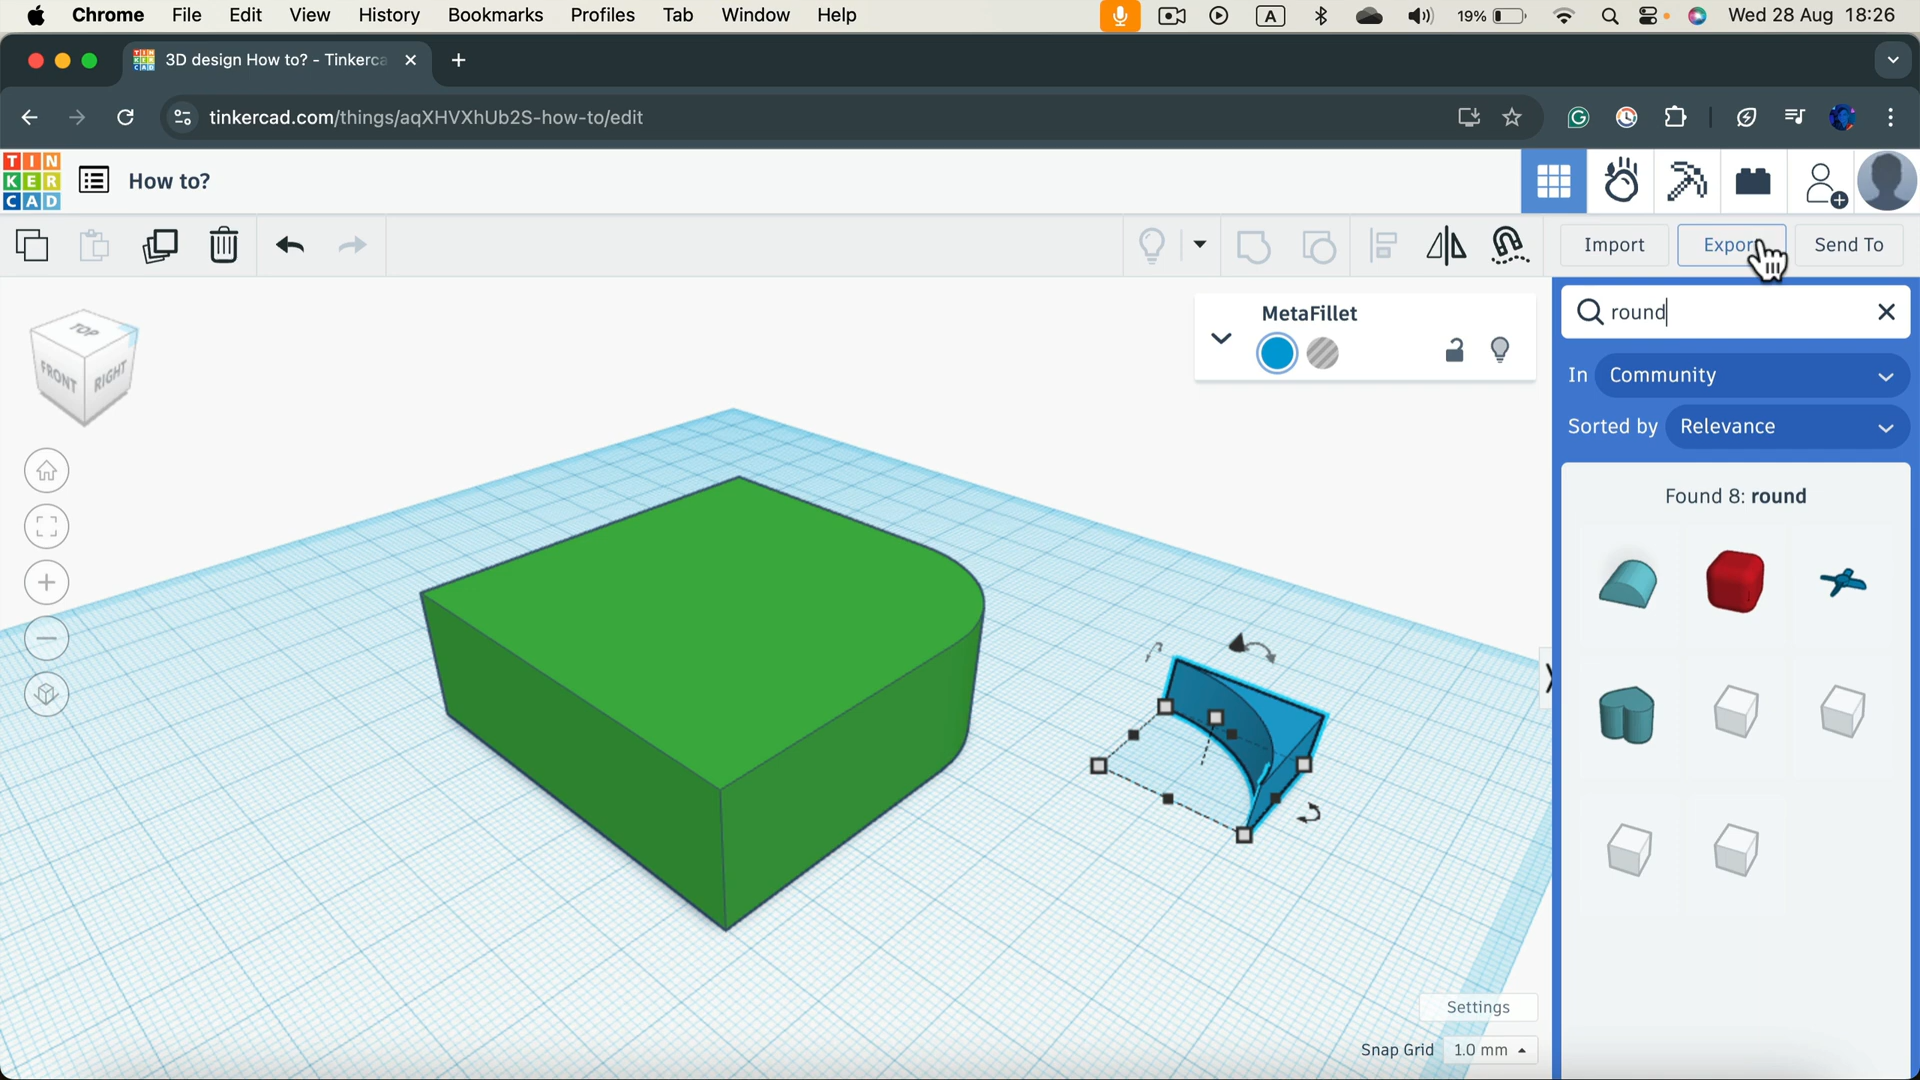 Chrome File Edit View History Bookmarks Profiles Tab Window Help A 19% Wed 28 Aug 18:26
3D design How to? - Tinkerca
tinkercad.com/things/aqXHVXhUb2S-how-to/edit
TIN
KER
CAD
How to?
Import Export Send To
TOP
FRONT
RIGHT
MetaFillet
round
In Community
Sorted by Relevance
Found 8: round
Settings
Snap Grid 1.0 mm